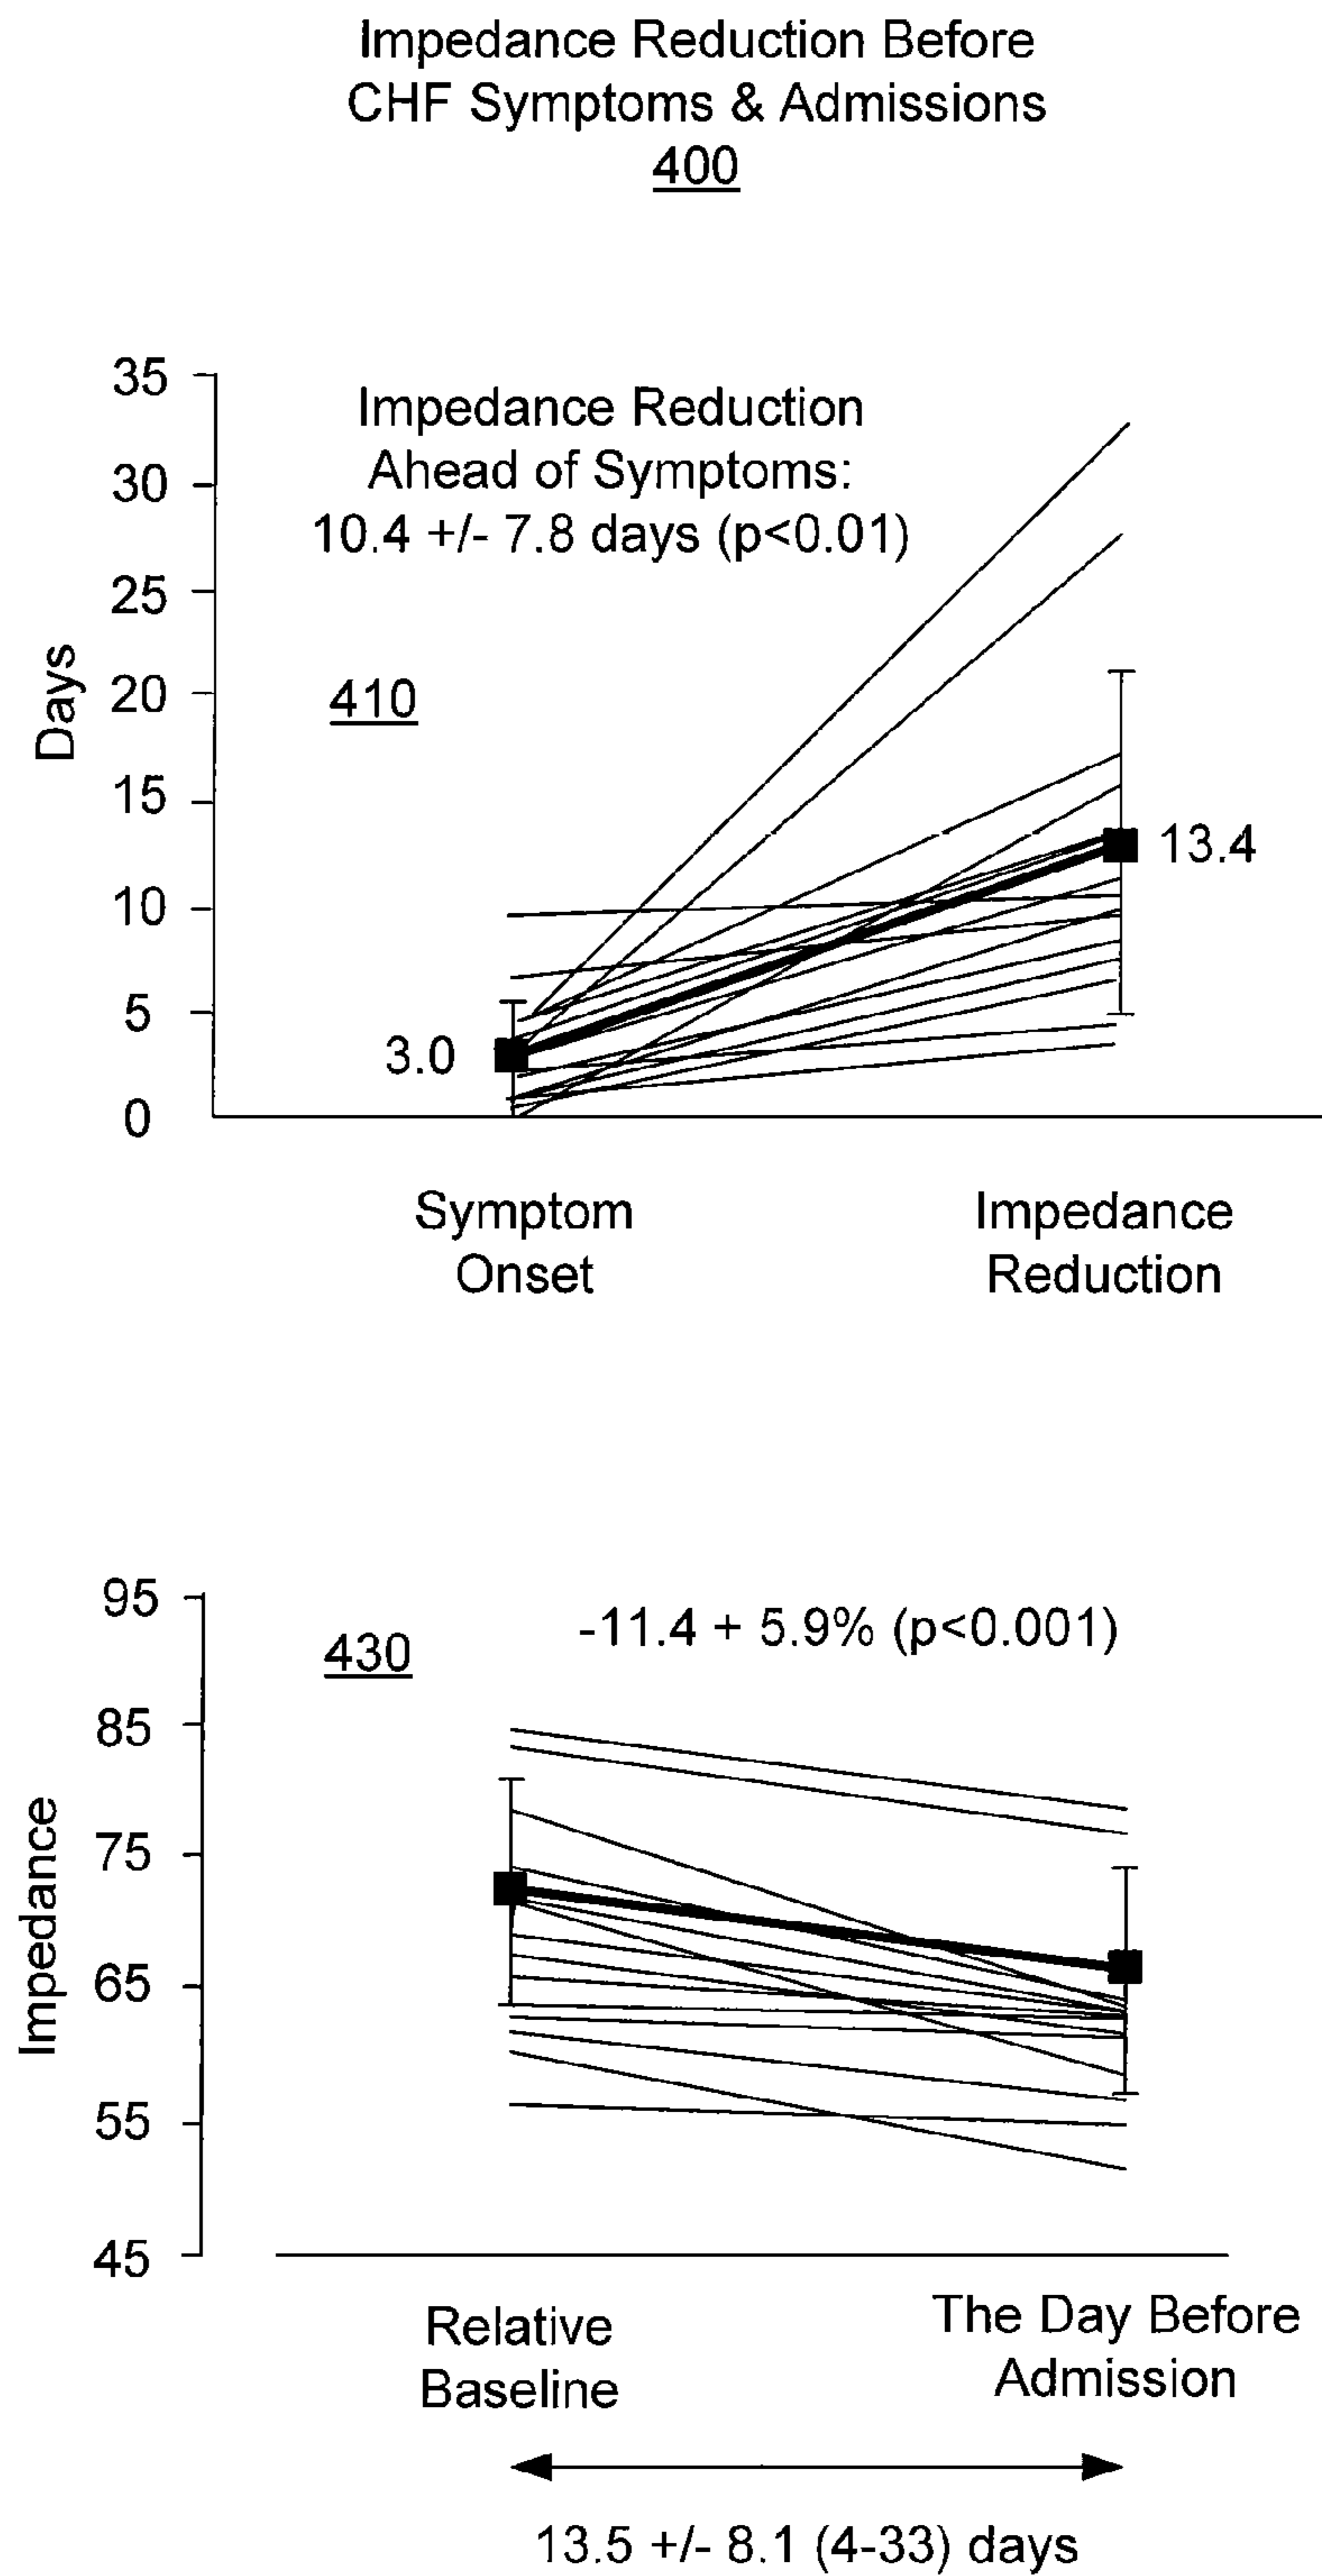 Impedance Reduction Before
CHF Symptoms & Admissions
400
35
30
25
20
15
10
5
0
Days
Impedance Reduction
Ahead of Symptoms:
10.4 +/- 7.8 days (p<0.01)
410
3.0
13.4
Symptom
Onset
Impedance
Reduction
95
85
75
65
55
45
Impedance
430
-11.4 + 5.9% (p<0.001)
Relative
Baseline
The Day Before
Admission
13.5 +/- 8.1 (4-33) days